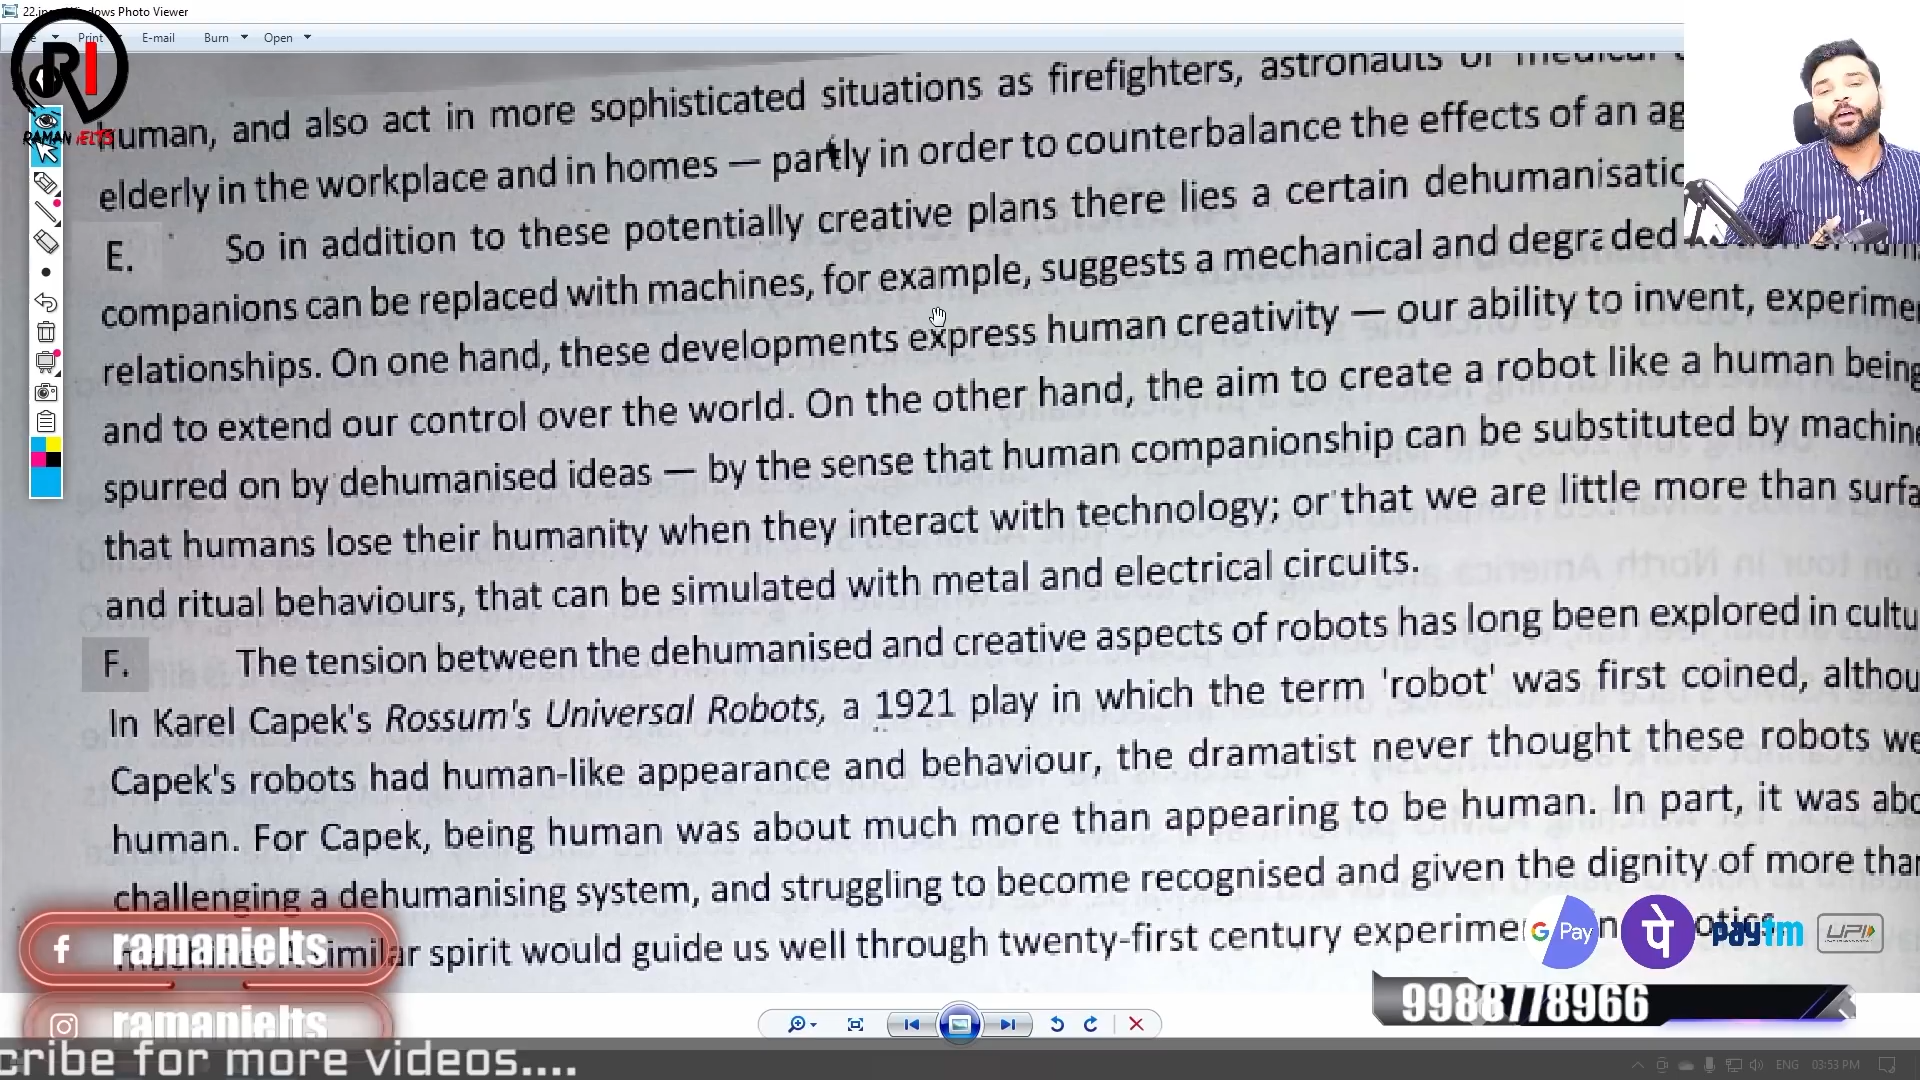 22.jp Windows Photo Viewer
Print E-mail Burn Open
RI
RAMAN IELTS
human, and also act in more sophisticated situations as firefighters, astronauts or medical
elderly in the workplace and in homes — partly in order to counterbalance the effects of an ag
E. So in addition to these potentially creative plans there lies a certain dehumanisatio
companions can be replaced with machines, for example, suggests a mechanical and degraded
relationships. On one hand, these developments express human creativity — our ability to invent, experimen
and to extend our control over the world. On the other hand, the aim to create a robot like a human being
spurred on by dehumanised ideas — by the sense that human companionship can be substituted by machine
that humans lose their humanity when they interact with technology; or that we are little more than surfa
and ritual behaviours, that can be simulated with metal and electrical circuits.
F. The tension between the dehumanised and creative aspects of robots has long been explored in cultu
In Karel Capek's Rossum's Universal Robots, a 1921 play in which the term 'robot' was first coined, althou
Capek's robots had human-like appearance and behaviour, the dramatist never thought these robots we
human. For Capek, being human was about much more than appearing to be human. In part, it was abo
challenging a dehumanising system, and struggling to become recognised and given the dignity of more than
similar spirit would guide us well through twenty-first century experime
ramanielts
ramanielts
G Pay पे paytm UPI
9988778966
cribe for more videos....
ENG 03:53 PM